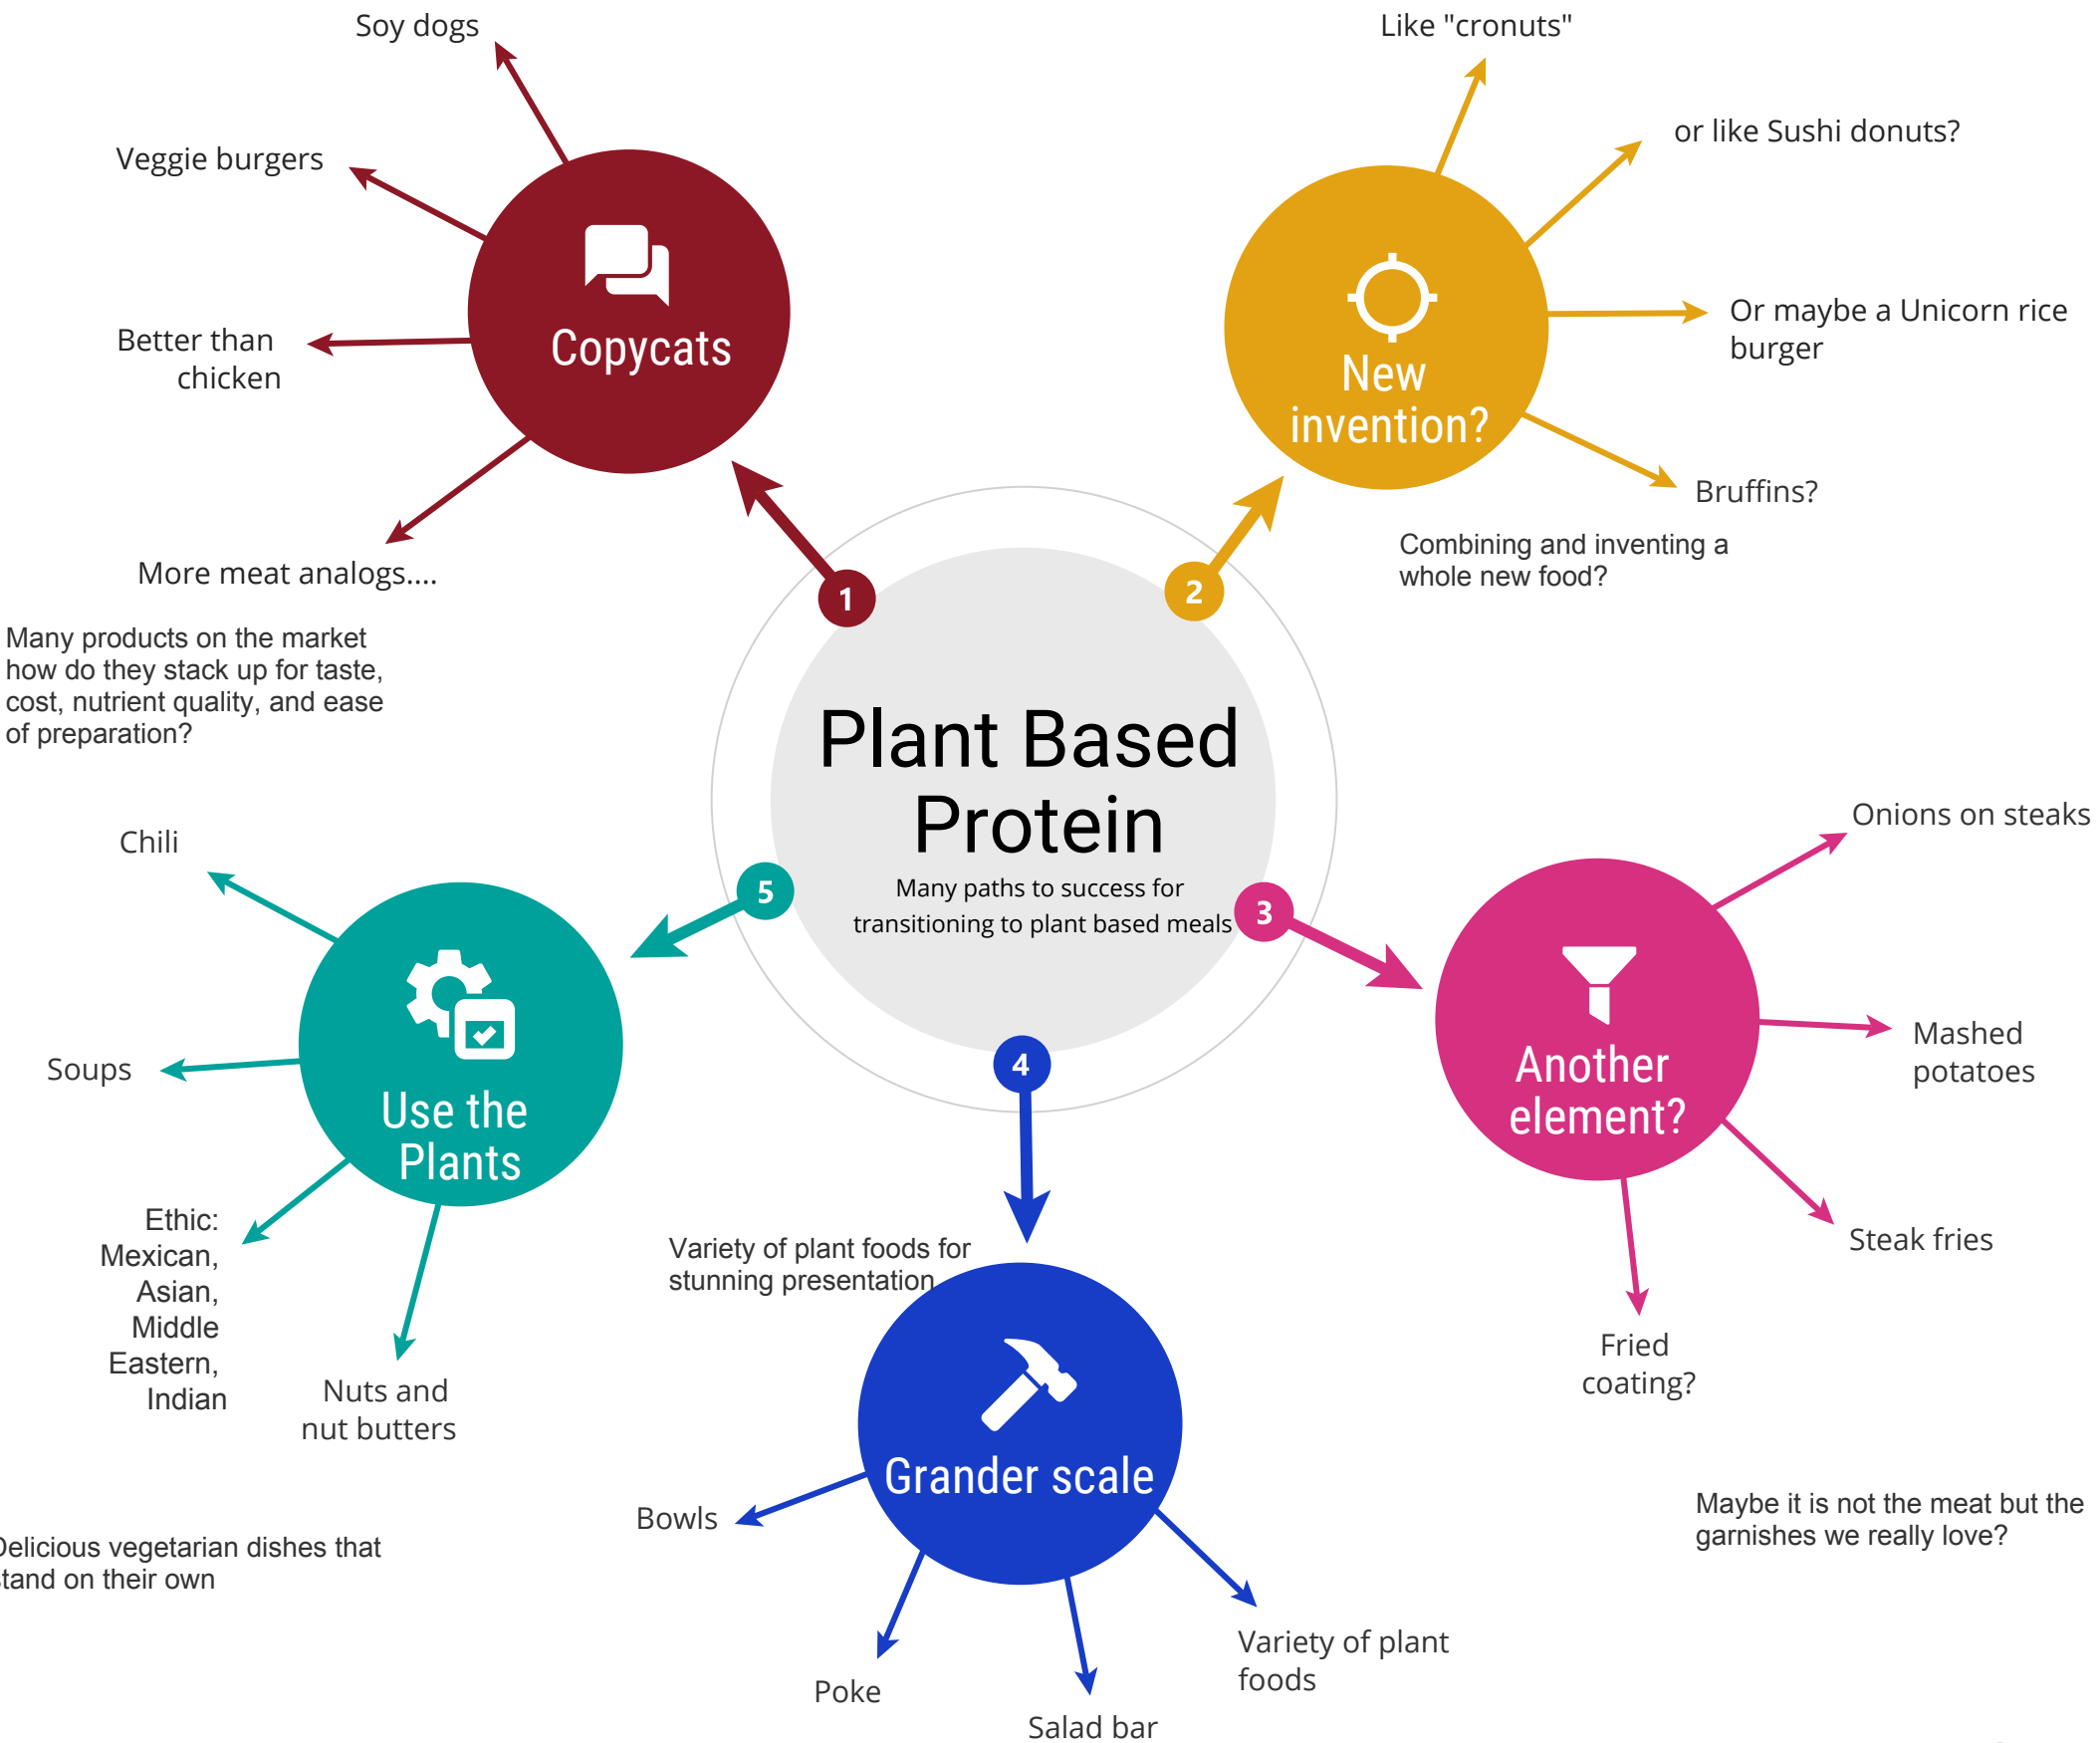 Soy dogs
Veggie burgers
Better than
chicken
More meat analogs....
Copycats
Many products on the market
how do they stack up for taste,
cost, nutrient quality, and ease
of preparation?
Like "cronuts"
or like Sushi donuts?
Or maybe a Unicorn rice
burger
Bruffins?
New
invention?
Combining and inventing a
whole new food?
1
2
Plant Based
Protein
Many paths to success for
transitioning to plant based meals
5
3
4
Onions on steaks
Mashed
potatoes
Steak fries
Fried
coating?
Another
element?
Maybe it is not the meat but the
garnishes we really love?
Variety of plant foods for
stunning presentation
Grander scale
Bowls
Poke
Salad bar
Variety of plant
foods
Chili
Soups
Ethic:
Mexican,
Asian,
Middle
Eastern,
Indian
Nuts and
nut butters
Use the
Plants
Delicious vegetarian dishes that
stand on their own